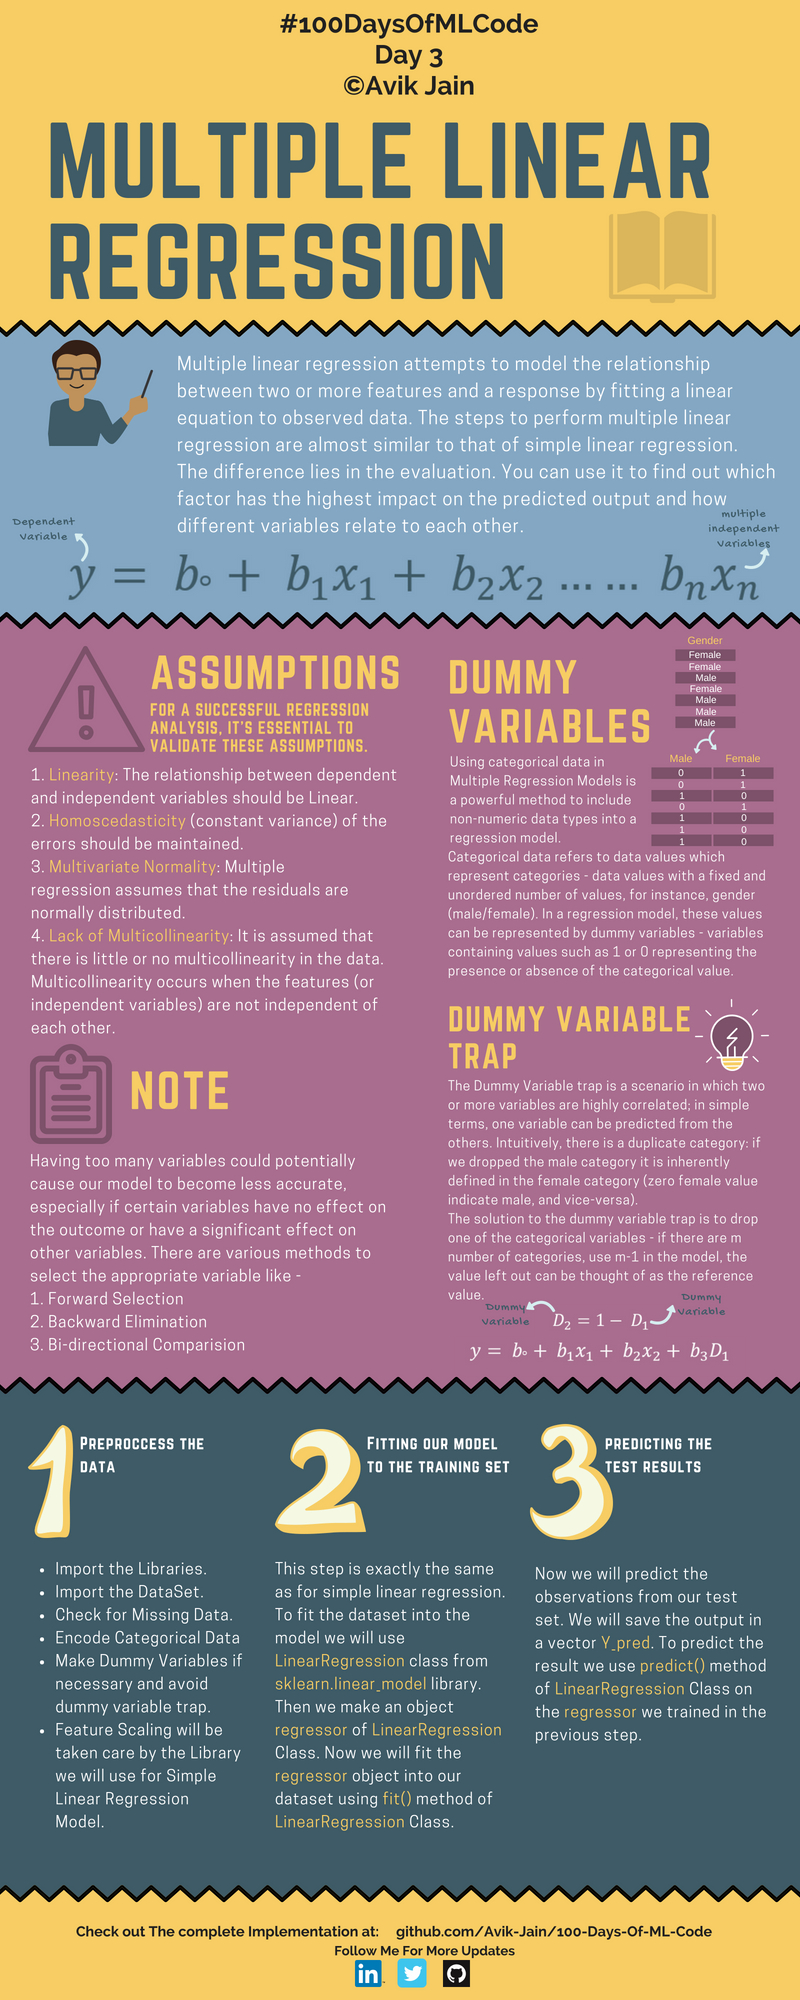 #100DaysOfMLCode
Day 3
©Avik Jain
MULTIPLE LINEAR
REGRESSION
Multiple linear regression attempts to model the relationship
between two or more features and a response by fitting a linear
equation to observed data. The steps to perform multiple linear
regression are almost similar to that of simple linear regression.
The difference lies in the evaluation. You can use it to find out which
factor has the highest impact on the predicted output and how
different variables relate to each other.
Dependent
Variable
multiple
independent
Variables
y = b₀ + b₁x₁ + b₂x₂ ... ... bₙxₙ
ASSUMPTIONS
FOR A SUCCESSFUL REGRESSION
ANALYSIS, IT'S ESSENTIAL TO
VALIDATE THESE ASSUMPTIONS.
1. Linearity: The relationship between dependent
and independent variables should be Linear.
2. Homoscedasticity (constant variance) of the
errors should be maintained.
3. Multivariate Normality: Multiple
regression assumes that the residuals are
normally distributed.
4. Lack of Multicollinearity: It is assumed that
there is little or no multicollinearity in the data.
Multicollinearity occurs when the features (or
independent variables) are not independent of
each other.
NOTE
Having too many variables could potentially
cause our model to become less accurate,
especially if certain variables have no effect on
the outcome or have a significant effect on
other variables. There are various methods to
select the appropriate variable like -
1. Forward Selection
2. Backward Elimination
3. Bi-directional Comparision
DUMMY
VARIABLES
Gender
Female
Female
Male
Female
Male
Male
Male
Male Female
0 1
0 1
1 0
0 1
1 0
1 0
1 0
Using categorical data in
Multiple Regression Models is
a powerful method to include
non-numeric data types into a
regression model.
Categorical data refers to data values which
represent categories - data values with a fixed and
unordered number of values, for instance, gender
(male/female). In a regression model, these values
can be represented by dummy variables - variables
containing values such as 1 or 0 representing the
presence or absence of the categorical value.
DUMMY VARIABLE
TRAP
The Dummy Variable trap is a scenario in which two
or more variables are highly correlated; in simple
terms, one variable can be predicted from the
others. Intuitively, there is a duplicate category: if
we dropped the male category it is inherently
defined in the female category (zero female value
indicate male, and vice-versa).
The solution to the dummy variable trap is to drop
one of the categorical variables - if there are m
number of categories, use m-1 in the model, the
value left out can be thought of as the reference
value.
Dummy
Variable
D₂ = 1 − D₁
Dummy
Variable
y = b₀ + b₁x₁ + b₂x₂ + b₃D₁
1
PREPROCCESS THE
DATA
• Import the Libraries.
• Import the DataSet.
• Check for Missing Data.
• Encode Categorical Data
• Make Dummy Variables if
necessary and avoid
dummy variable trap.
• Feature Scaling will be
taken care by the Library
we will use for Simple
Linear Regression
Model.
2
FITTING OUR MODEL
TO THE TRAINING SET
This step is exactly the same
as for simple linear regression.
To fit the dataset into the
model we will use
LinearRegression class from
sklearn.linear_model library.
Then we make an object
regressor of LinearRegression
Class. Now we will fit the
regressor object into our
dataset using fit() method of
LinearRegression Class.
3
PREDICTING THE
TEST RESULTS
Now we will predict the
observations from our test
set. We will save the output in
a vector Y_pred. To predict the
result we use predict() method
of LinearRegression Class on
the regressor we trained in the
previous step.
Check out The complete Implementation at: github.com/Avik-Jain/100-Days-Of-ML-Code
Follow Me For More Updates
in